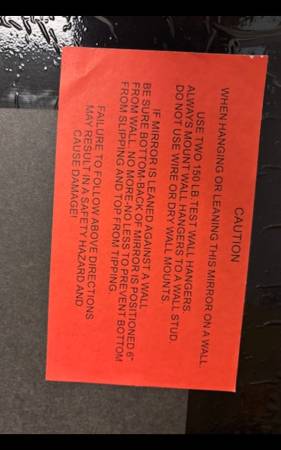 CAUTION
WHEN HANGING OR LEANING THIS MIRROR ON A WALL
USE TWO 150 LB. TEST WALL HANGERS.
ALWAYS MOUNT WALL HANGERS TO A WALL STUD.
DO NOT USE WIRE OR DRY WALL MOUNTS.
IF MIRROR IS LEANED AGAINST A WALL
BE SURE BOTTOM-BACK OF MIRROR IS POSITIONED 6"
FROM WALL. NO MORE-NO LESS TO PREVENT BOTTOM
FROM SLIPPING AND TOP FROM TIPPING.
FAILURE TO FOLLOW ABOVE DIRECTIONS
MAY RESULT IN A SAFETY HAZARD AND
CAUSE DAMAGE!